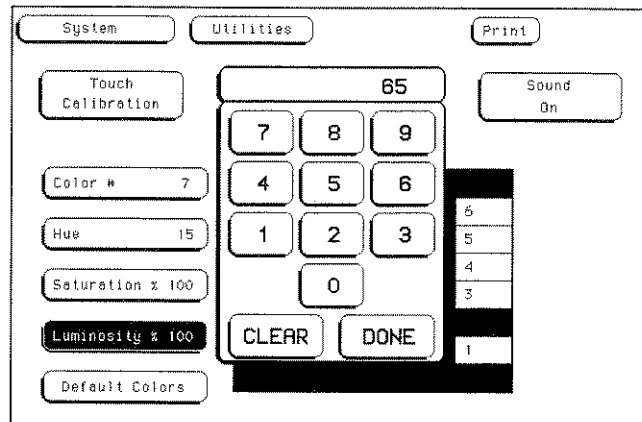 System Utilities Print
Touch
Calibration
65
Sound
On
7 8 9
Color # 7
4 5 6
6
Hue 15
1 2 3
5
4
Saturation % 100
0
3
Luminosity % 100
CLEAR DONE
1
Default Colors